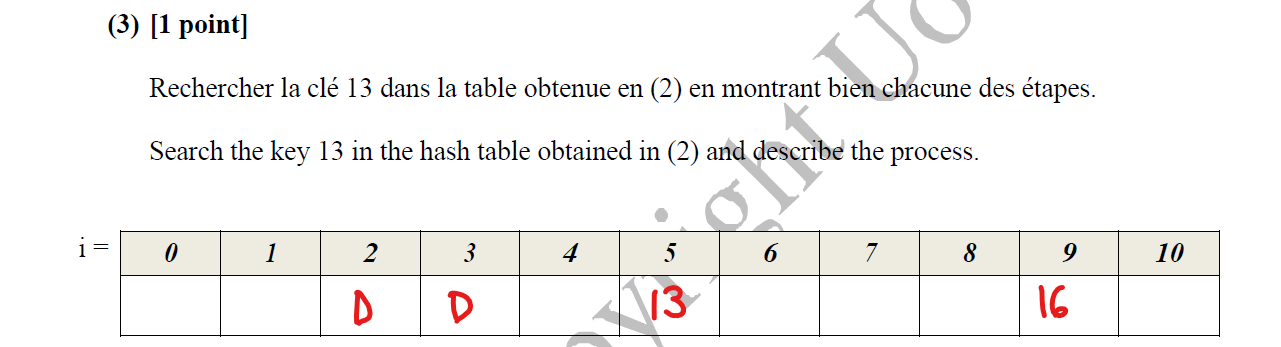 (3) [1 point]
Rechercher la clé 13 dans la table obtenue en (2) en montrant bien chacune des étapes.
Search the key 13 in the hash table obtained in (2) and describe the process.
i = 0 1 2 3 4 5 6 7 8 9 10
D D 13 16